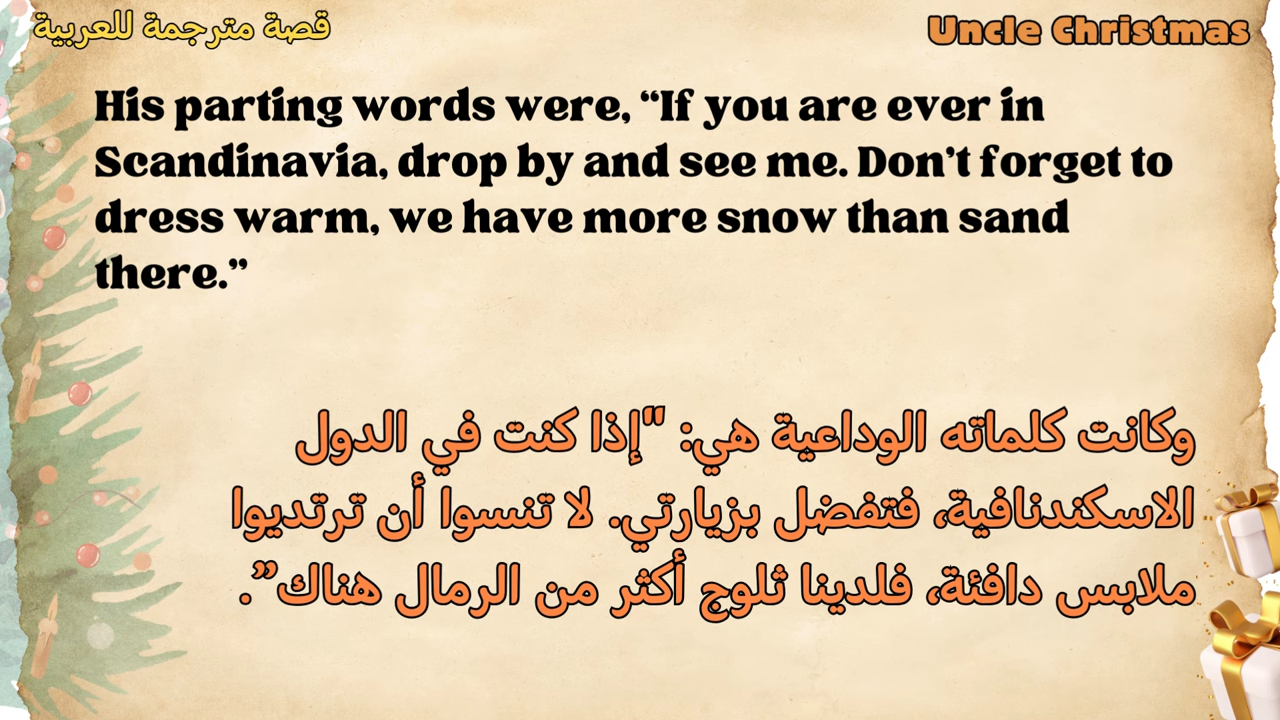 قصة مترجمة للعربية
Uncle Christmas
His parting words were, “If you are ever in
Scandinavia, drop by and see me. Don’t forget to
dress warm, we have more snow than sand
there.”
وكانت كلماته الوداعية هي: “إذا كنت في الدول
الاسكندنافية، فتفضل بزيارتي. لا تنسوا أن ترتديوا
ملابس دافئة، فلدينا ثلوج أكثر من الرمال هناك”.